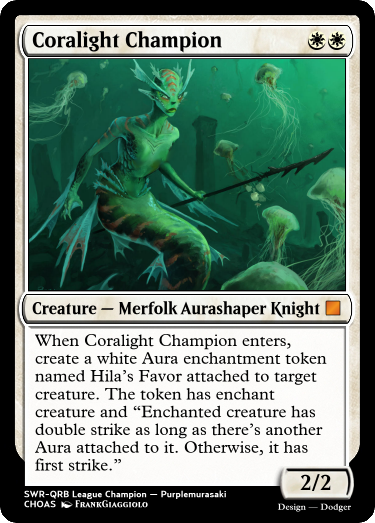 Coralight Champion
Creature — Merfolk Aurashaper Knight
When Coralight Champion enters,
create a white Aura enchantment token
named Hila's Favor attached to target
creature. The token has enchant
creature and “Enchanted creature has
double strike as long as there's another
Aura attached to it. Otherwise, it has
first strike.”
2/2
SWR-QRB League Champion — Purplemurasaki
CHOAS FrankGiaggiolo
Design — Dodger